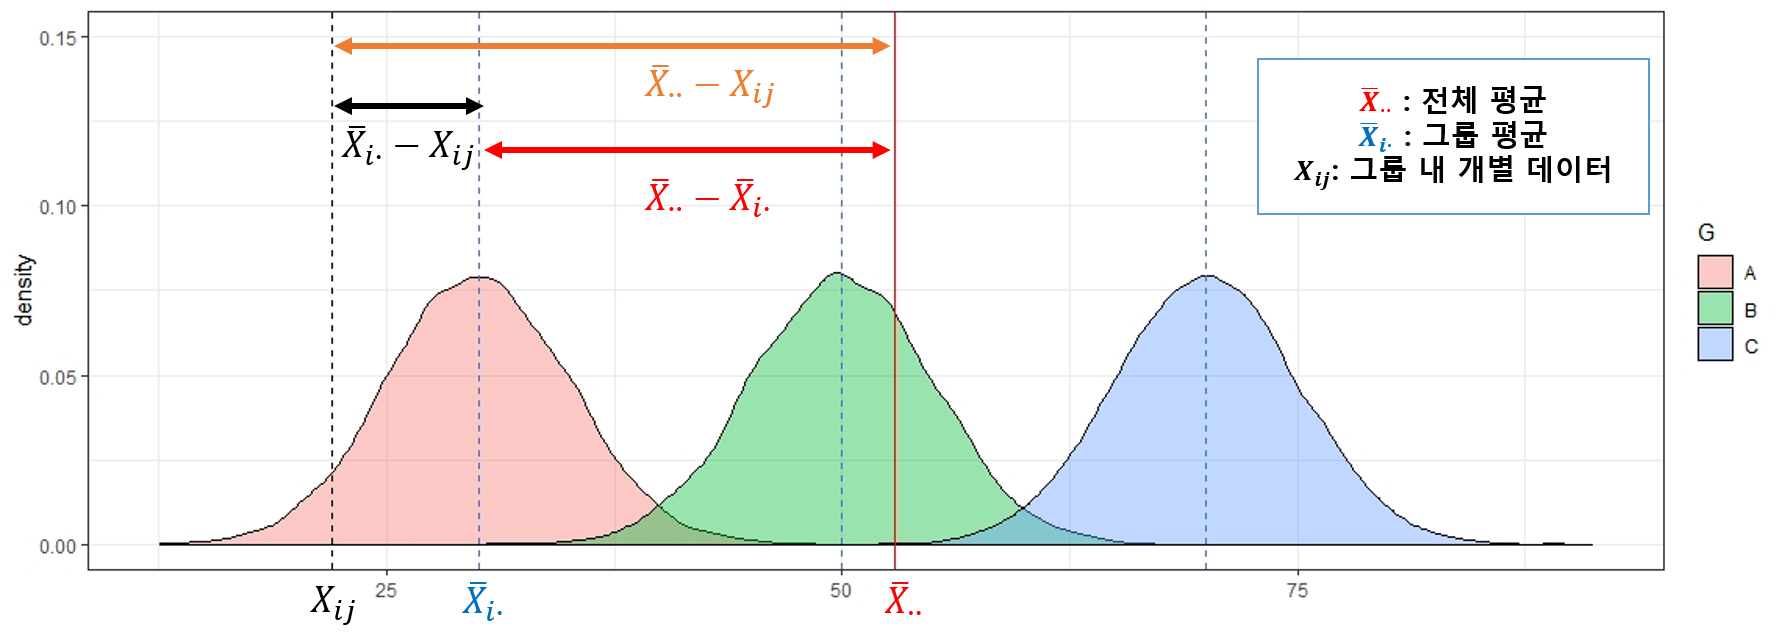 0.15
X̄.. − Xij
X̄i. − Xij
X̄.. − X̄i.
X̄.. : 전체 평균
X̄i. : 그룹 평균
Xij: 그룹 내 개별 데이터
0.10
density
0.05
0.00
G
A
B
C
25 50 75
Xij X̄i. X̄..